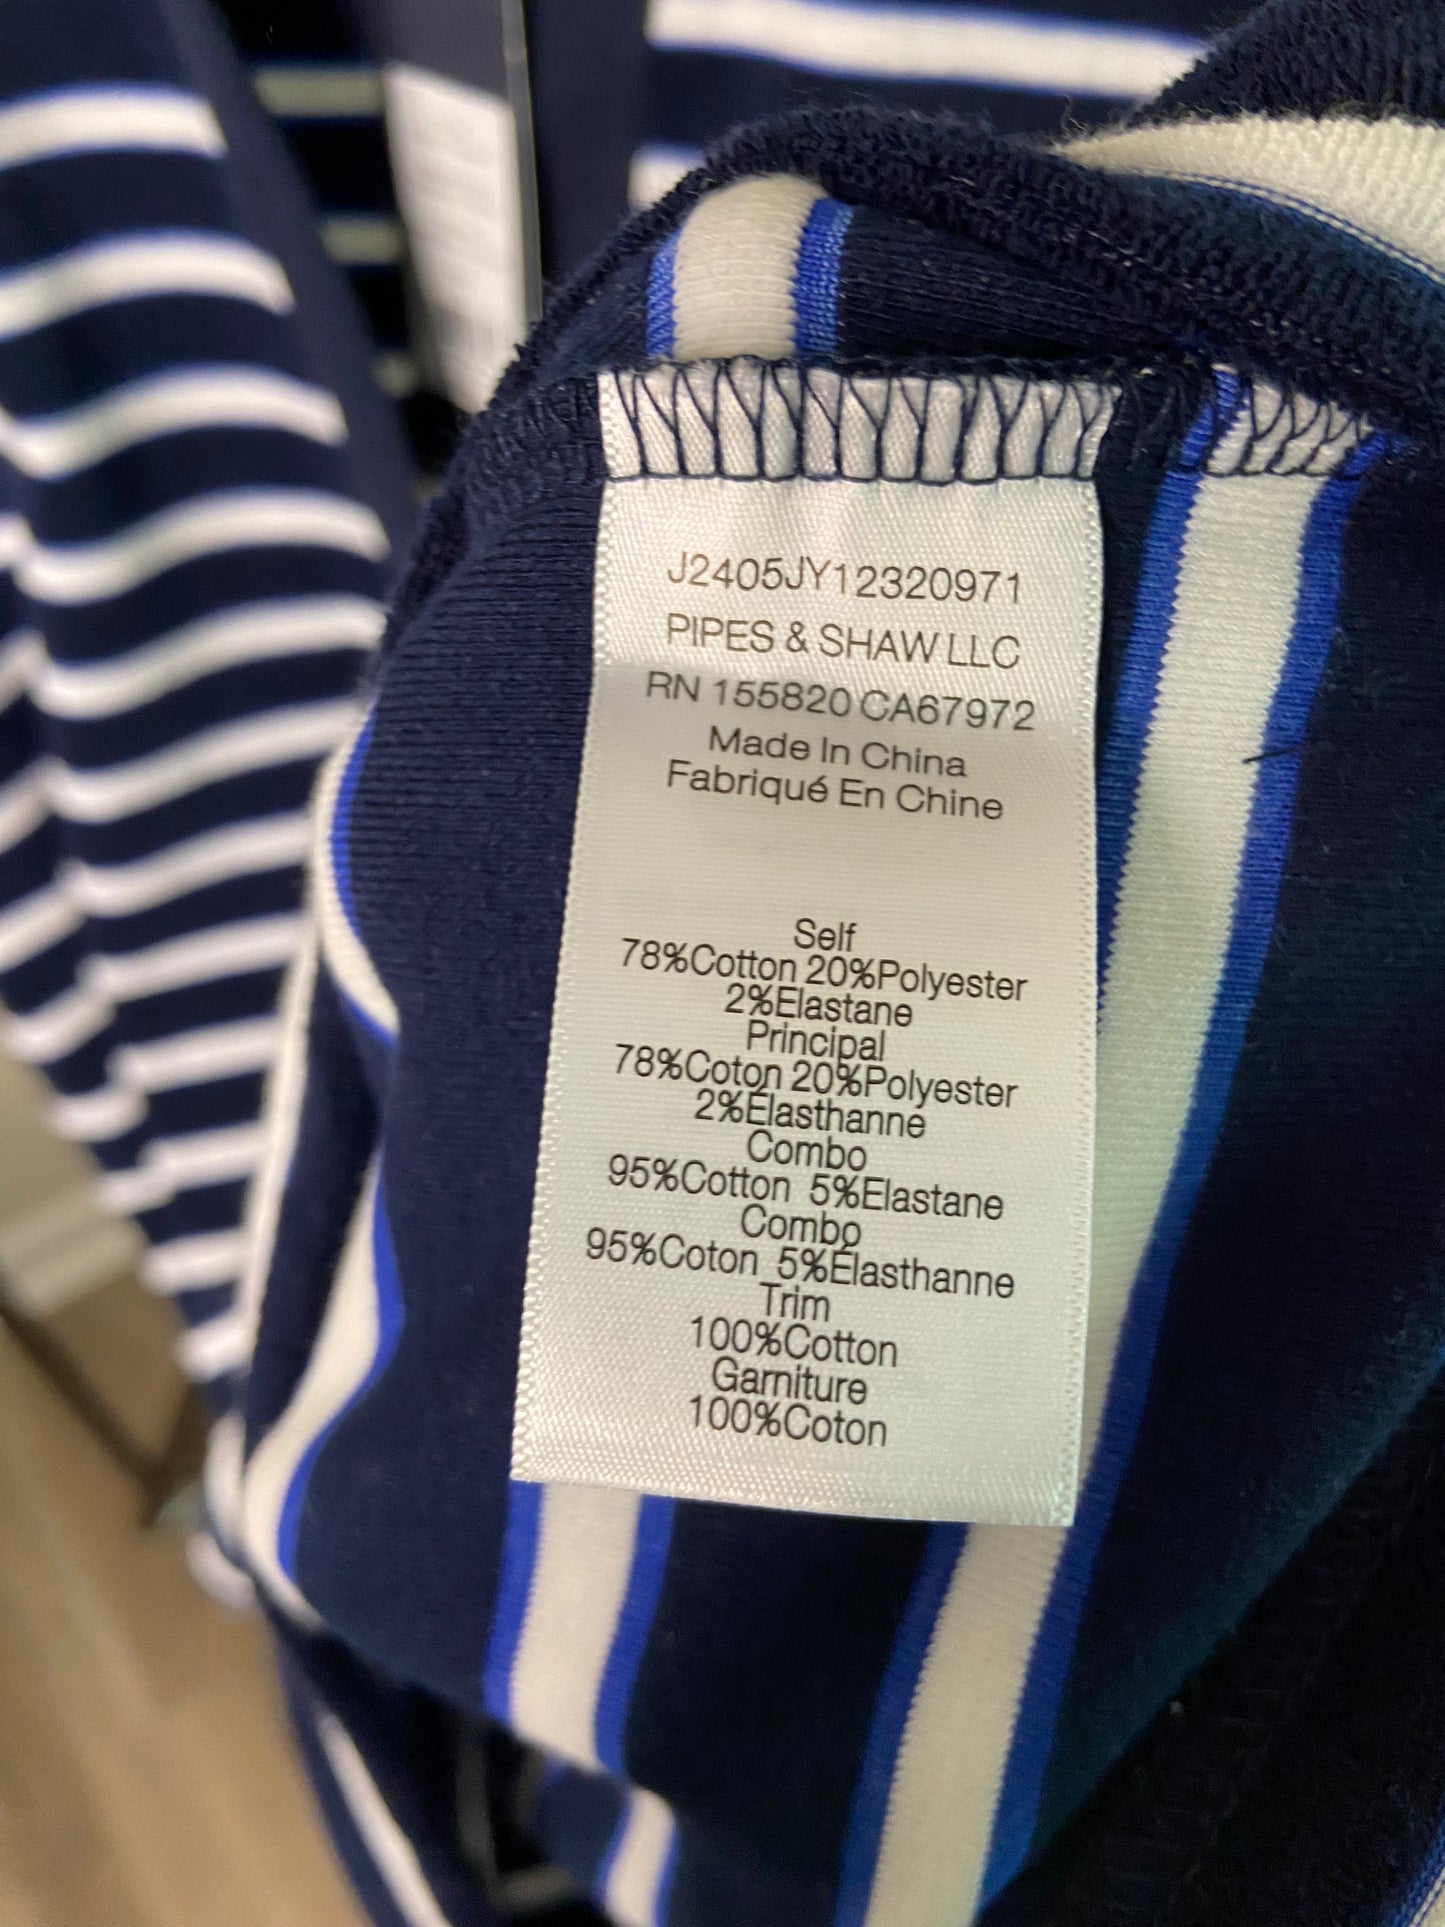 J2405JY12320971
PIPES & SHAW LLC
RN 155820 CA67972
Made In China
Fabriqué En Chine
Self
78%Cotton 20%Polyester
2%Elastane
Principal
78%Coton 20%Polyester
2%Élasthanne
Combo
95%Cotton 5%Elastane
Combo
95%Coton 5%Élasthanne
Trim
100%Cotton
Garniture
100%Coton